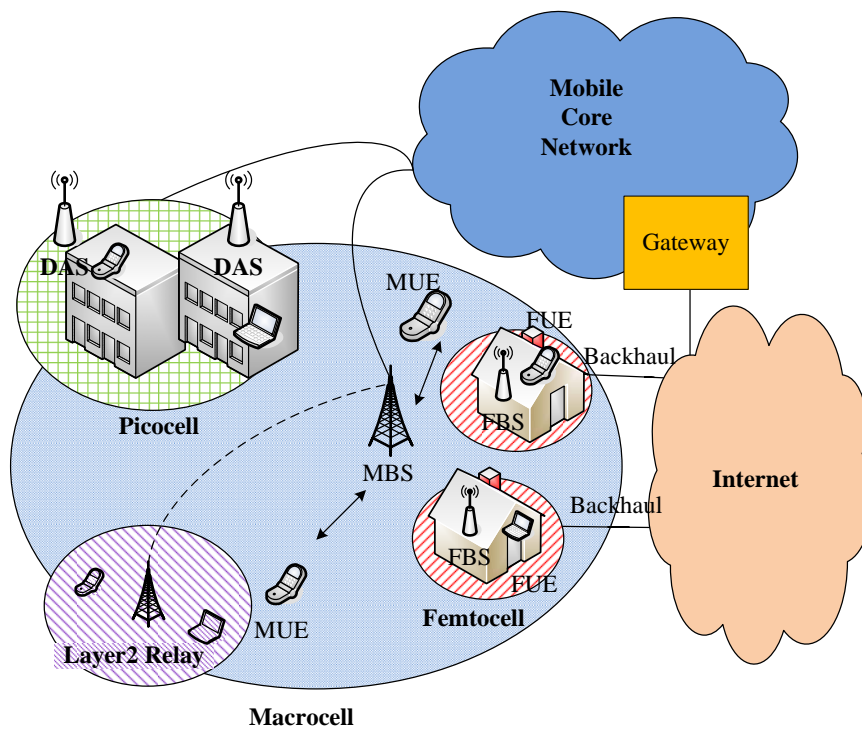 Mobile
Core
Network
Gateway
DAS
DAS
MUE
FUE
Backhaul
FBS
Picocell
MBS
Internet
Backhaul
FBS
FUE
Femtocell
MUE
Layer2 Relay
Macrocell